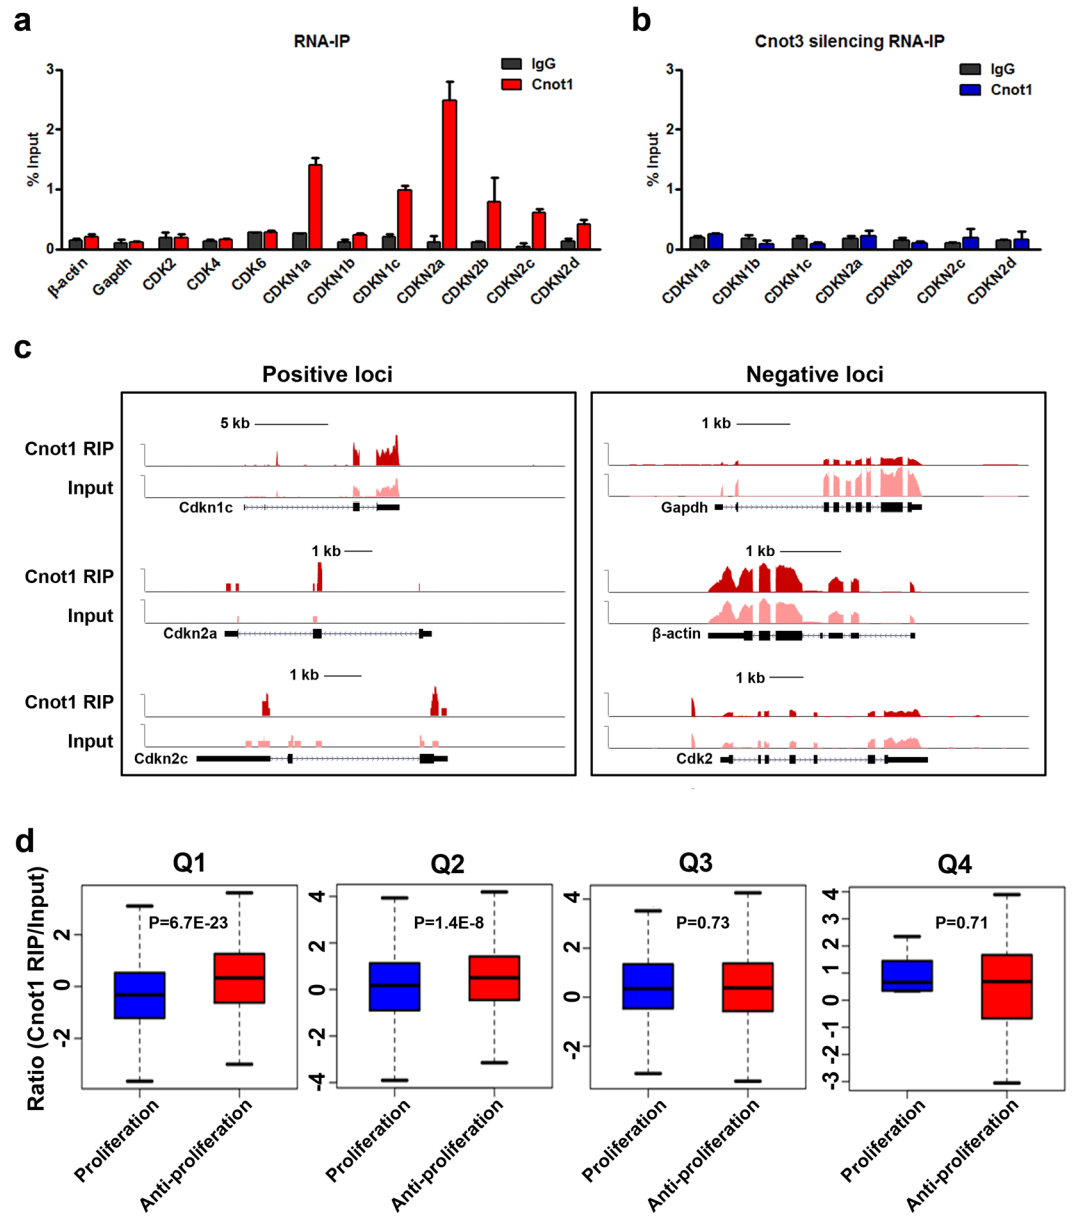 a
RNA-IP
IgG
Cnot1
% Input
3
2
1
0
β-actin
Gapdh
CDK2
CDK4
CDK6
CDKN1a
CDKN1b
CDKN1c
CDKN2a
CDKN2b
CDKN2c
CDKN2d
b
Cnot3 silencing RNA-IP
IgG
Cnot1
% Input
3
2
1
0
CDKN1a
CDKN1b
CDKN1c
CDKN2a
CDKN2b
CDKN2c
CDKN2d
c
Positive loci
5 kb
Cnot1 RIP
Input
Cdkn1c
1 kb
Cnot1 RIP
Input
Cdkn2a
1 kb
Cnot1 RIP
Input
Cdkn2c
Negative loci
1 kb
Gapdh
1 kb
β-actin
1 kb
Cdk2
d
Ratio (Cnot1 RIP/Input)
Q1
P=6.7E-23
2
0
-2
Proliferation
Anti-proliferation
Q2
P=1.4E-8
4
2
0
-2
-4
Proliferation
Anti-proliferation
Q3
P=0.73
4
2
0
-2
Proliferation
Anti-proliferation
Q4
P=0.71
4
3
2
1
0
-1
-2
-3
Proliferation
Anti-proliferation